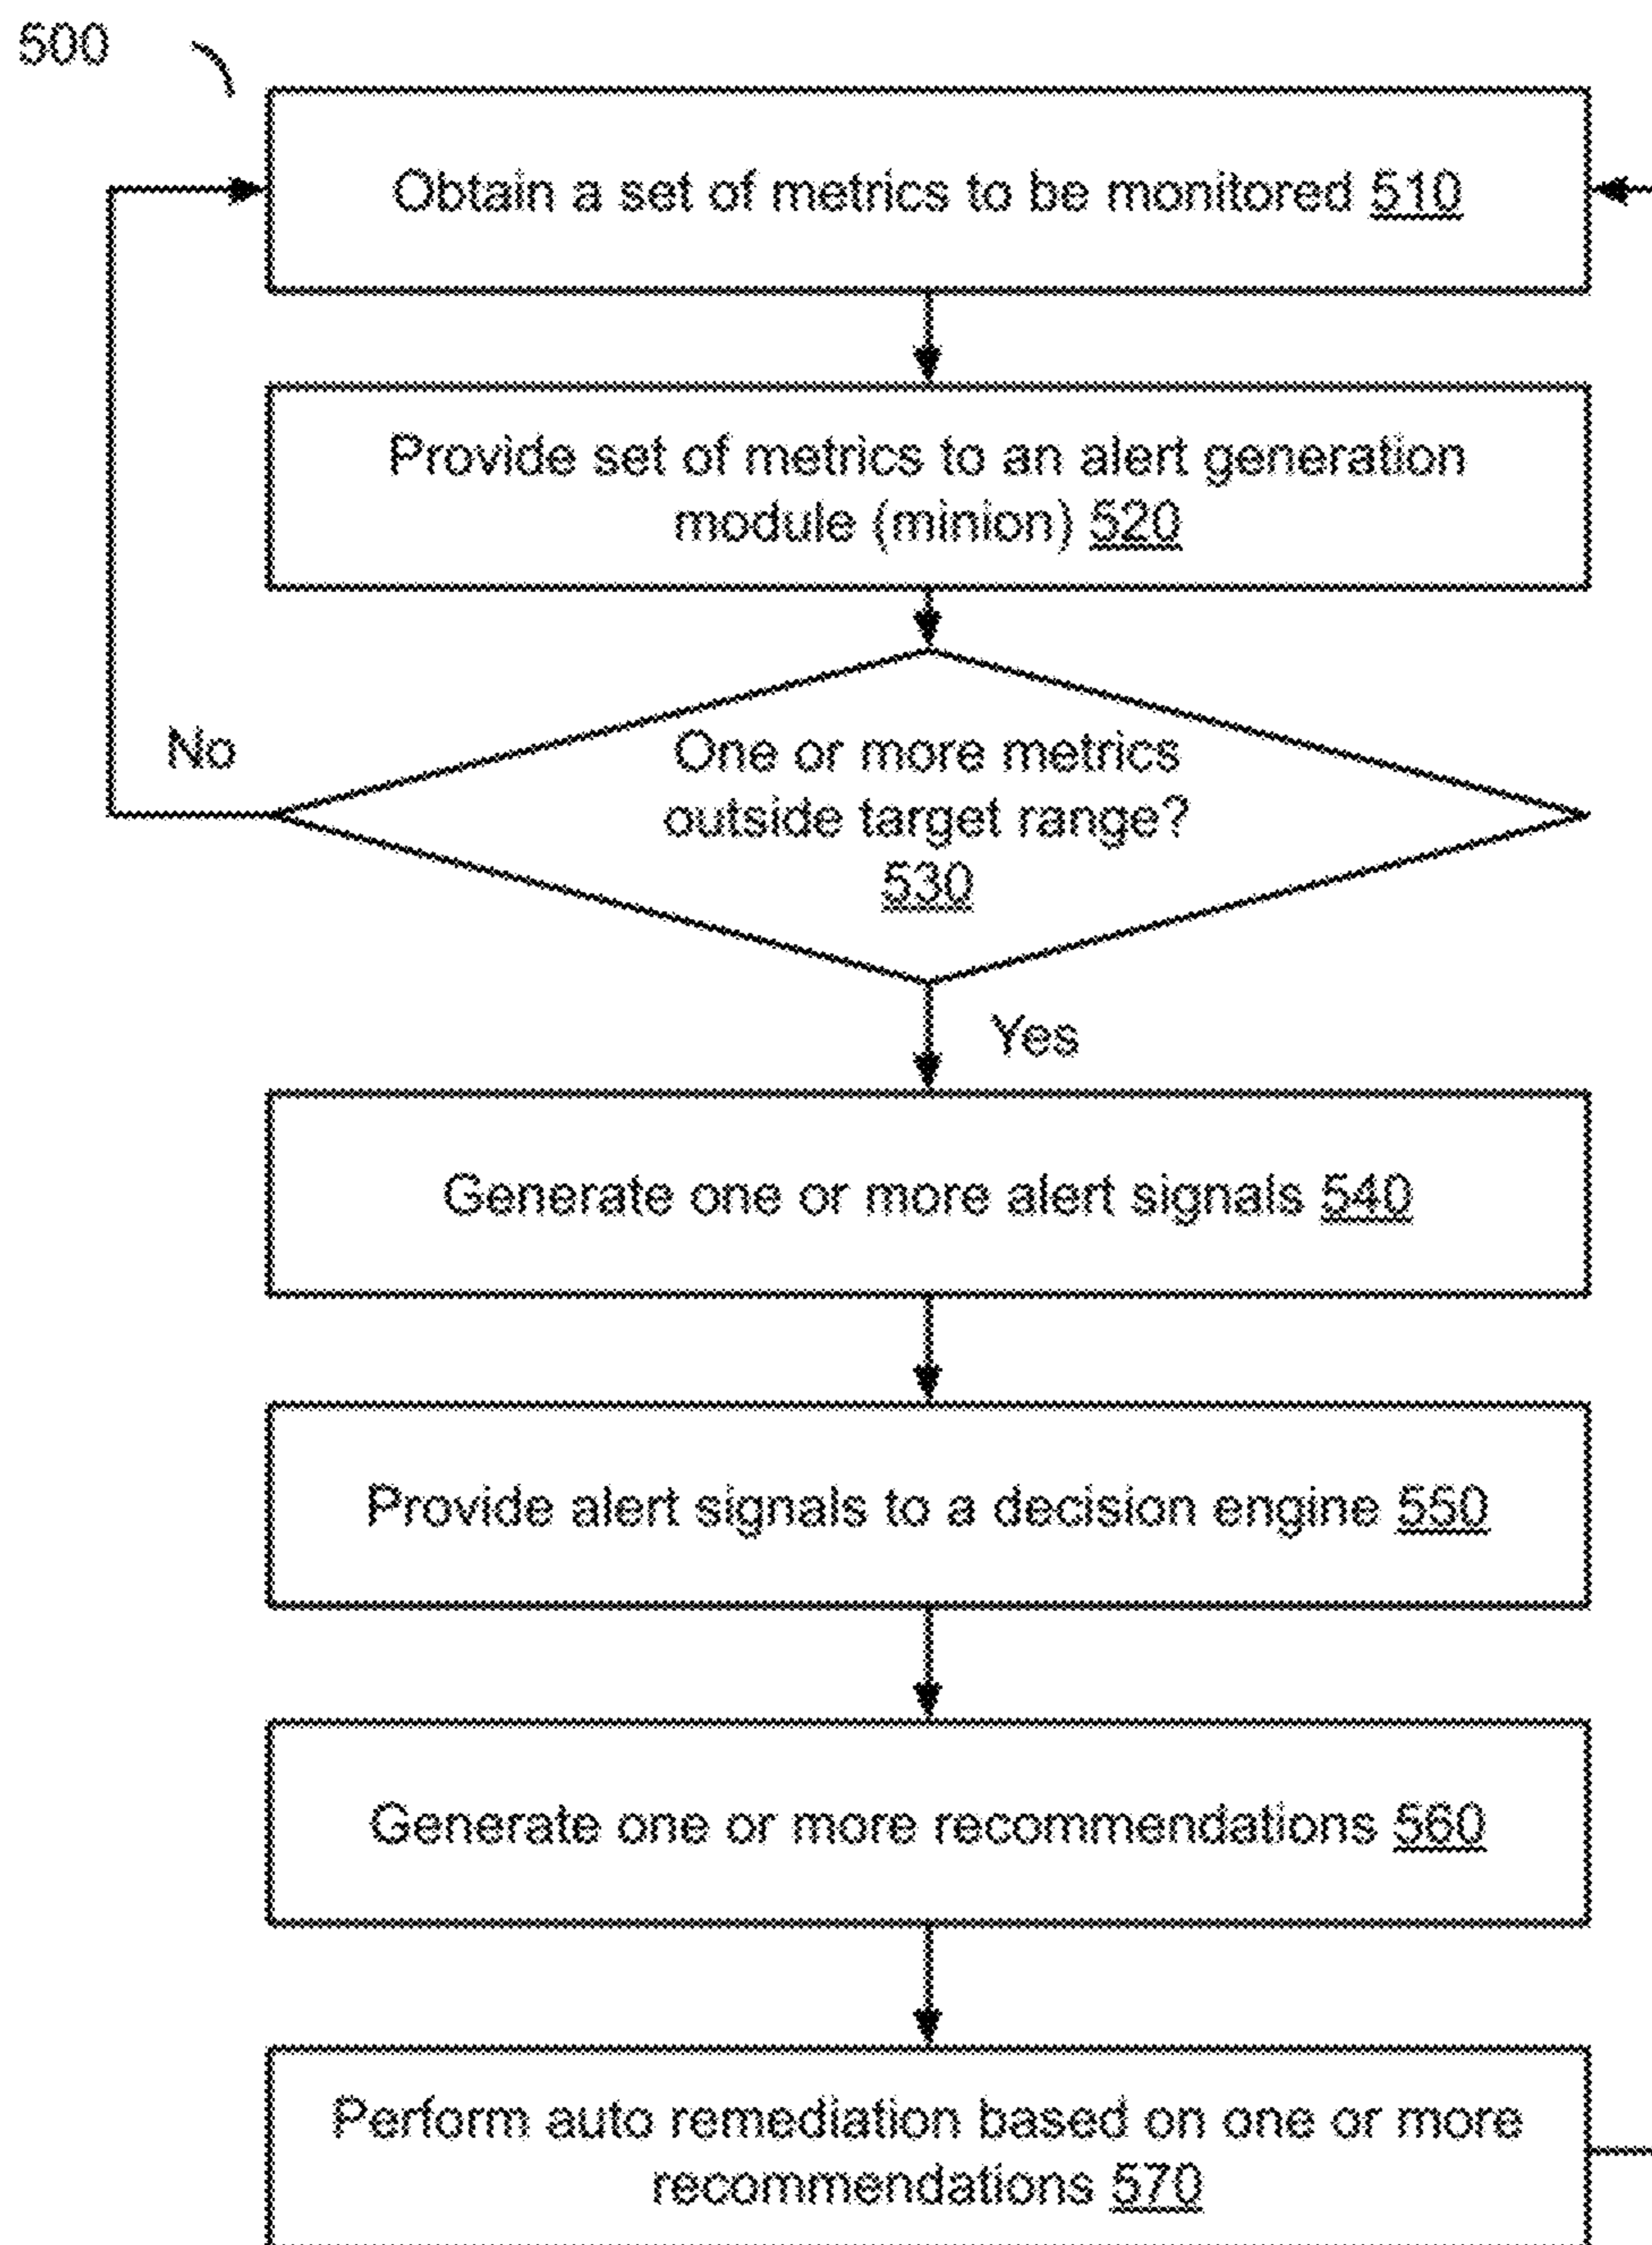 500
Obtain a set of metrics to be monitored 510
Provide set of metrics to an alert generation
module (minion) 520
No
One or more metrics
outside target range?
530
Yes
Generate one or more alert signals 540
Provide alert signals to a decision engine 550
Generate one or more recommendations 560
Perform auto remediation based on one or more
recommendations 570